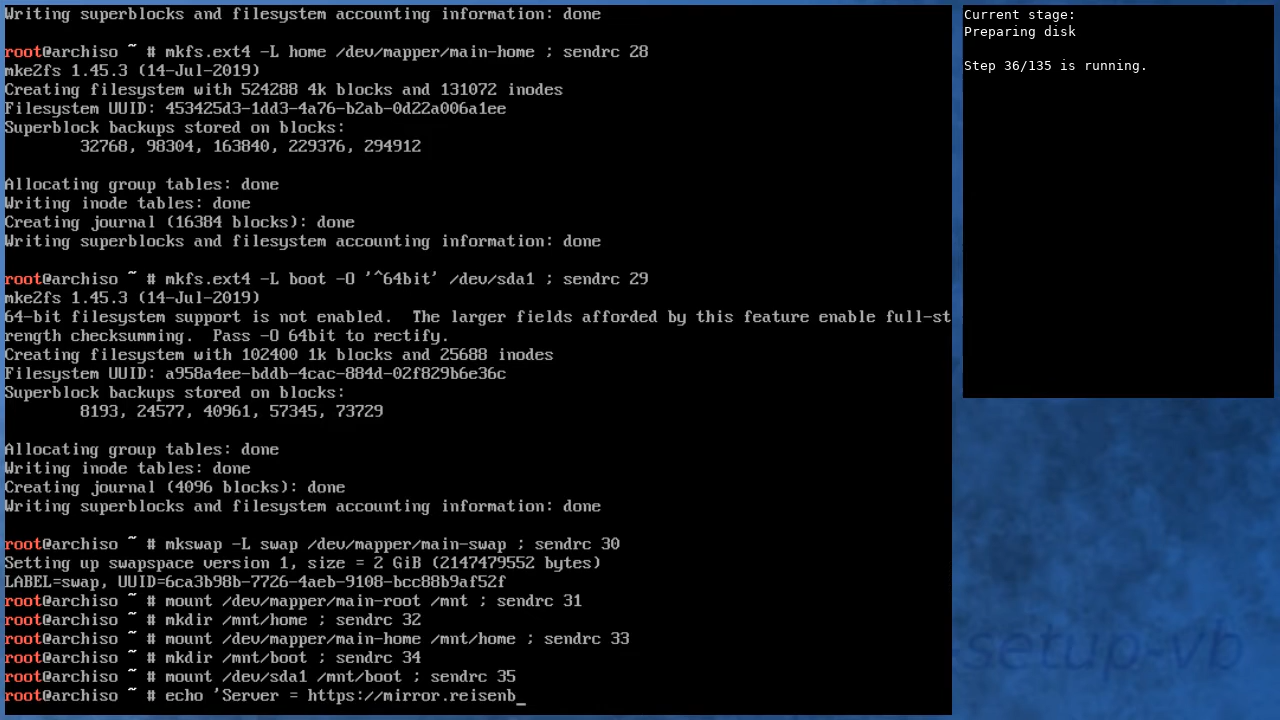 Writing superblocks and filesystem accounting information: done
root@archiso ~ # mkfs.ext4 -L home /dev/mapper/main-home ; sendrc 28
mke2fs 1.45.3 (14-Jul-2019)
Creating filesystem with 524288 4k blocks and 131072 inodes
Filesystem UUID: 453425d3-1dd3-4a76-b2ab-0d22a006a1ee
Superblock backups stored on blocks:
32768, 98304, 163840, 229376, 294912
Allocating group tables: done
Writing inode tables: done
Creating journal (16384 blocks): done
Writing superblocks and filesystem accounting information: done
root@archiso ~ # mkfs.ext4 -L boot -O '^64bit' /dev/sda1 ; sendrc 29
mke2fs 1.45.3 (14-Jul-2019)
64-bit filesystem support is not enabled.  The larger fields afforded by this feature enable full-st
rength checksumming.  Pass -O 64bit to rectify.
Creating filesystem with 102400 1k blocks and 25688 inodes
Filesystem UUID: a958a4ee-bddb-4cac-884d-02f829b6e36c
Superblock backups stored on blocks:
8193, 24577, 40961, 57345, 73729
Allocating group tables: done
Writing inode tables: done
Creating journal (4096 blocks): done
Writing superblocks and filesystem accounting information: done
root@archiso ~ # mkswap -L swap /dev/mapper/main-swap ; sendrc 30
Setting up swapspace version 1, size = 2 GiB (2147479552 bytes)
LABEL=swap, UUID=6ca3b98b-7726-4aeb-9108-bcc88b9af52f
root@archiso ~ # mount /dev/mapper/main-root /mnt ; sendrc 31
root@archiso ~ # mkdir /mnt/home ; sendrc 32
root@archiso ~ # mount /dev/mapper/main-home /mnt/home ; sendrc 33
root@archiso ~ # mkdir /mnt/boot ; sendrc 34
root@archiso ~ # mount /dev/sda1 /mnt/boot ; sendrc 35
root@archiso ~ # echo 'Server = https://mirror.reisenb_
Current stage:
Preparing disk
Step 36/135 is running.
-setup-vb